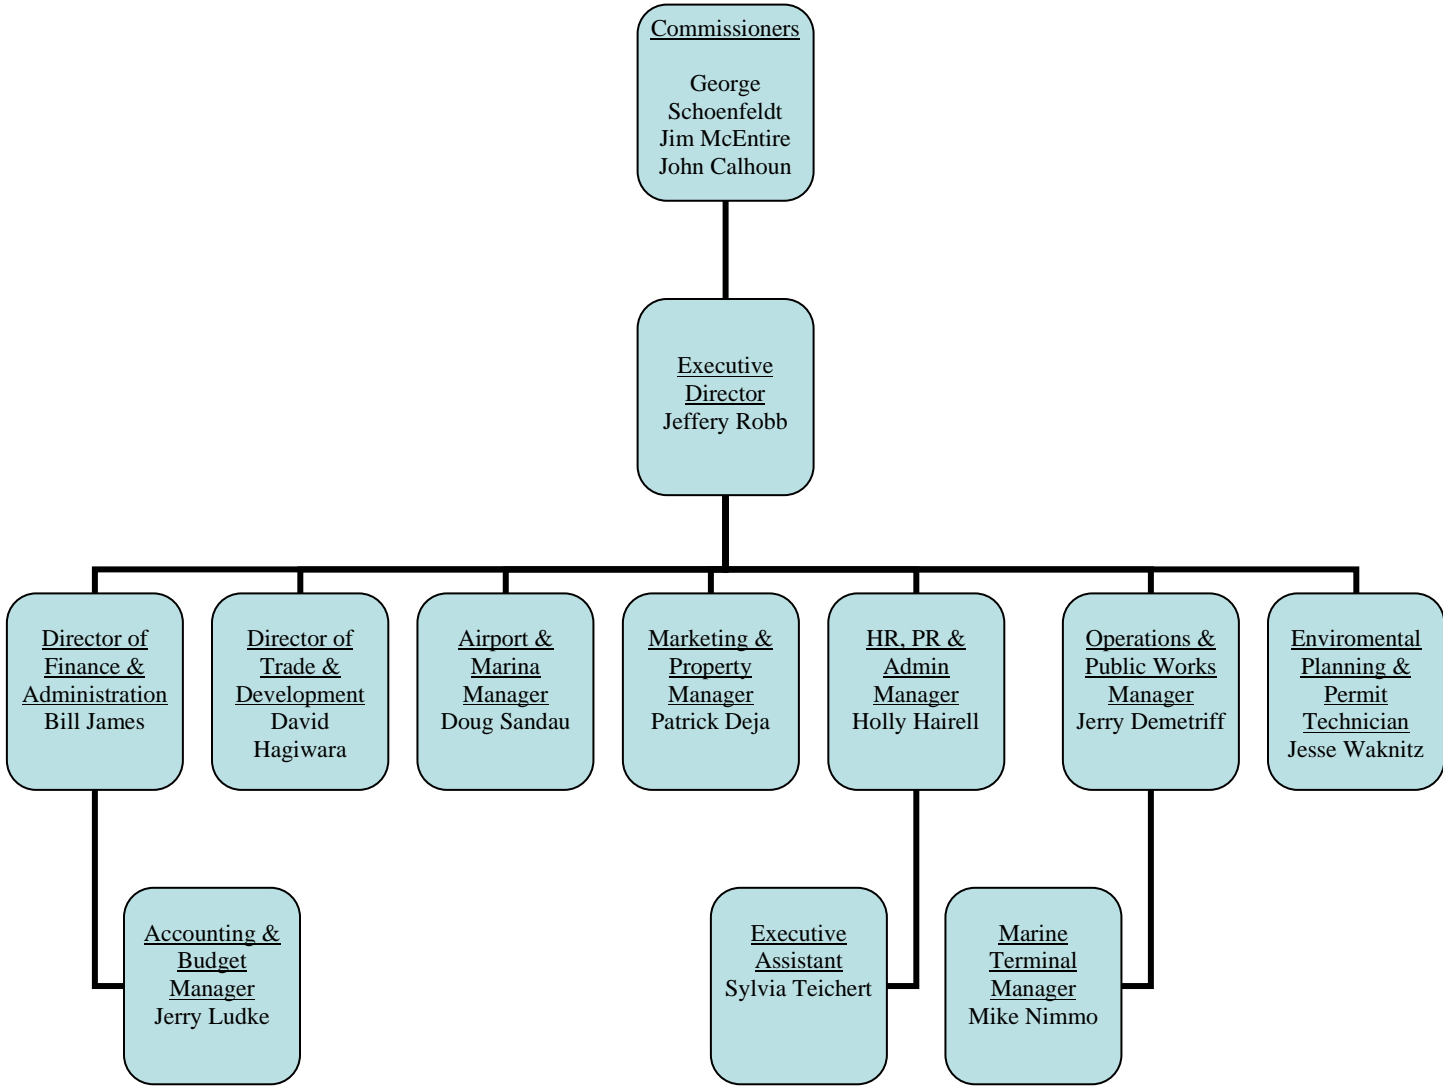 Commissioners
George
Schoenfeldt
Jim McEntire
John Calhoun
Executive
Director
Jeffery Robb
Director of
Finance &
Administration
Bill James
Director of
Trade &
Development
David
Hagiwara
Airport &
Marina
Manager
Doug Sandau
Marketing &
Property
Manager
Patrick Deja
HR, PR &
Admin
Manager
Holly Hairell
Operations &
Public Works
Manager
Jerry Demetriff
Enviromental
Planning &
Permit
Technician
Jesse Waknitz
Accounting &
Budget
Manager
Jerry Ludke
Executive
Assistant
Sylvia Teichert
Marine
Terminal
Manager
Mike Nimmo